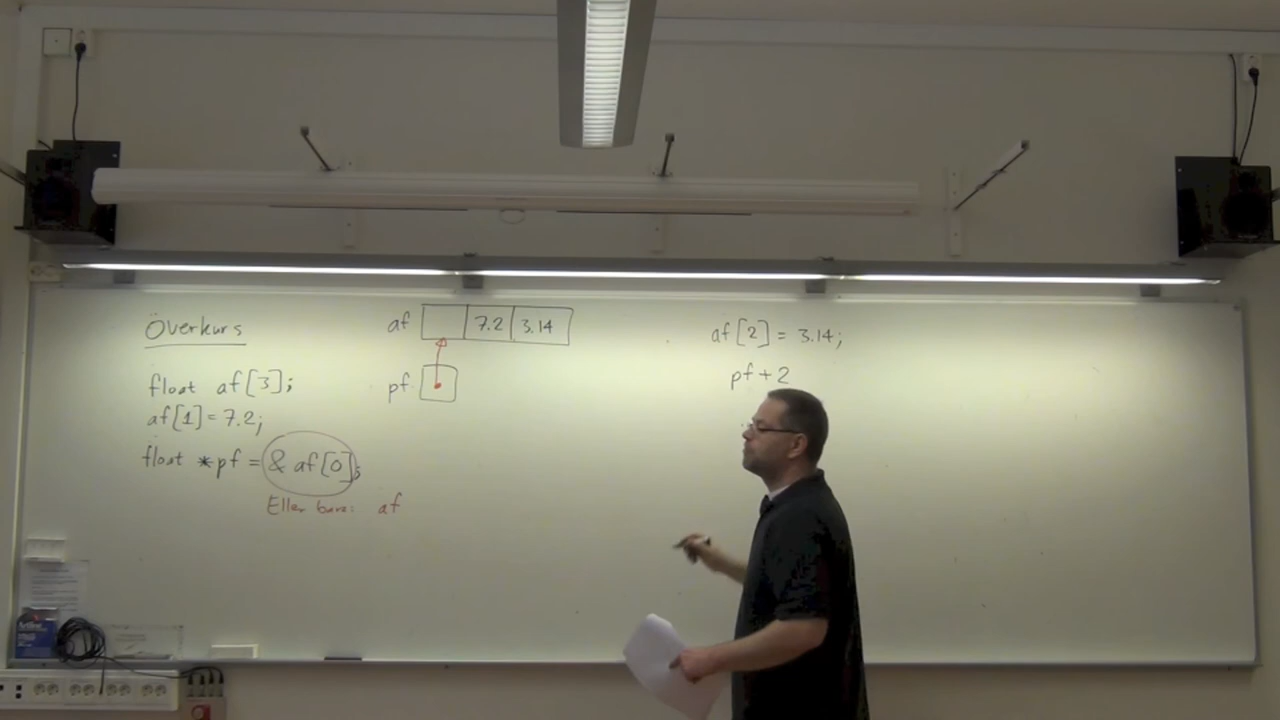 Överkurs
float af[3];
af[1] = 7.2;
float *pf = & af[0];
Eller bara: af
af 7.2 3.14
pf
af[2] = 3.14;
pf + 2